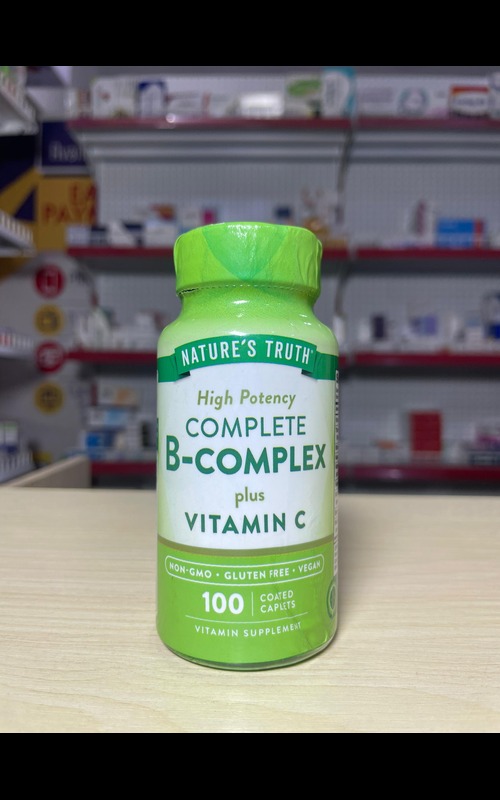 NATURE'S TRUTH
High Potency
COMPLETE
B-COMPLEX
plus
VITAMIN C
NON-GMO • GLUTEN FREE • VEGAN
100 COATED
CAPLETS
VITAMIN SUPPLEMENT